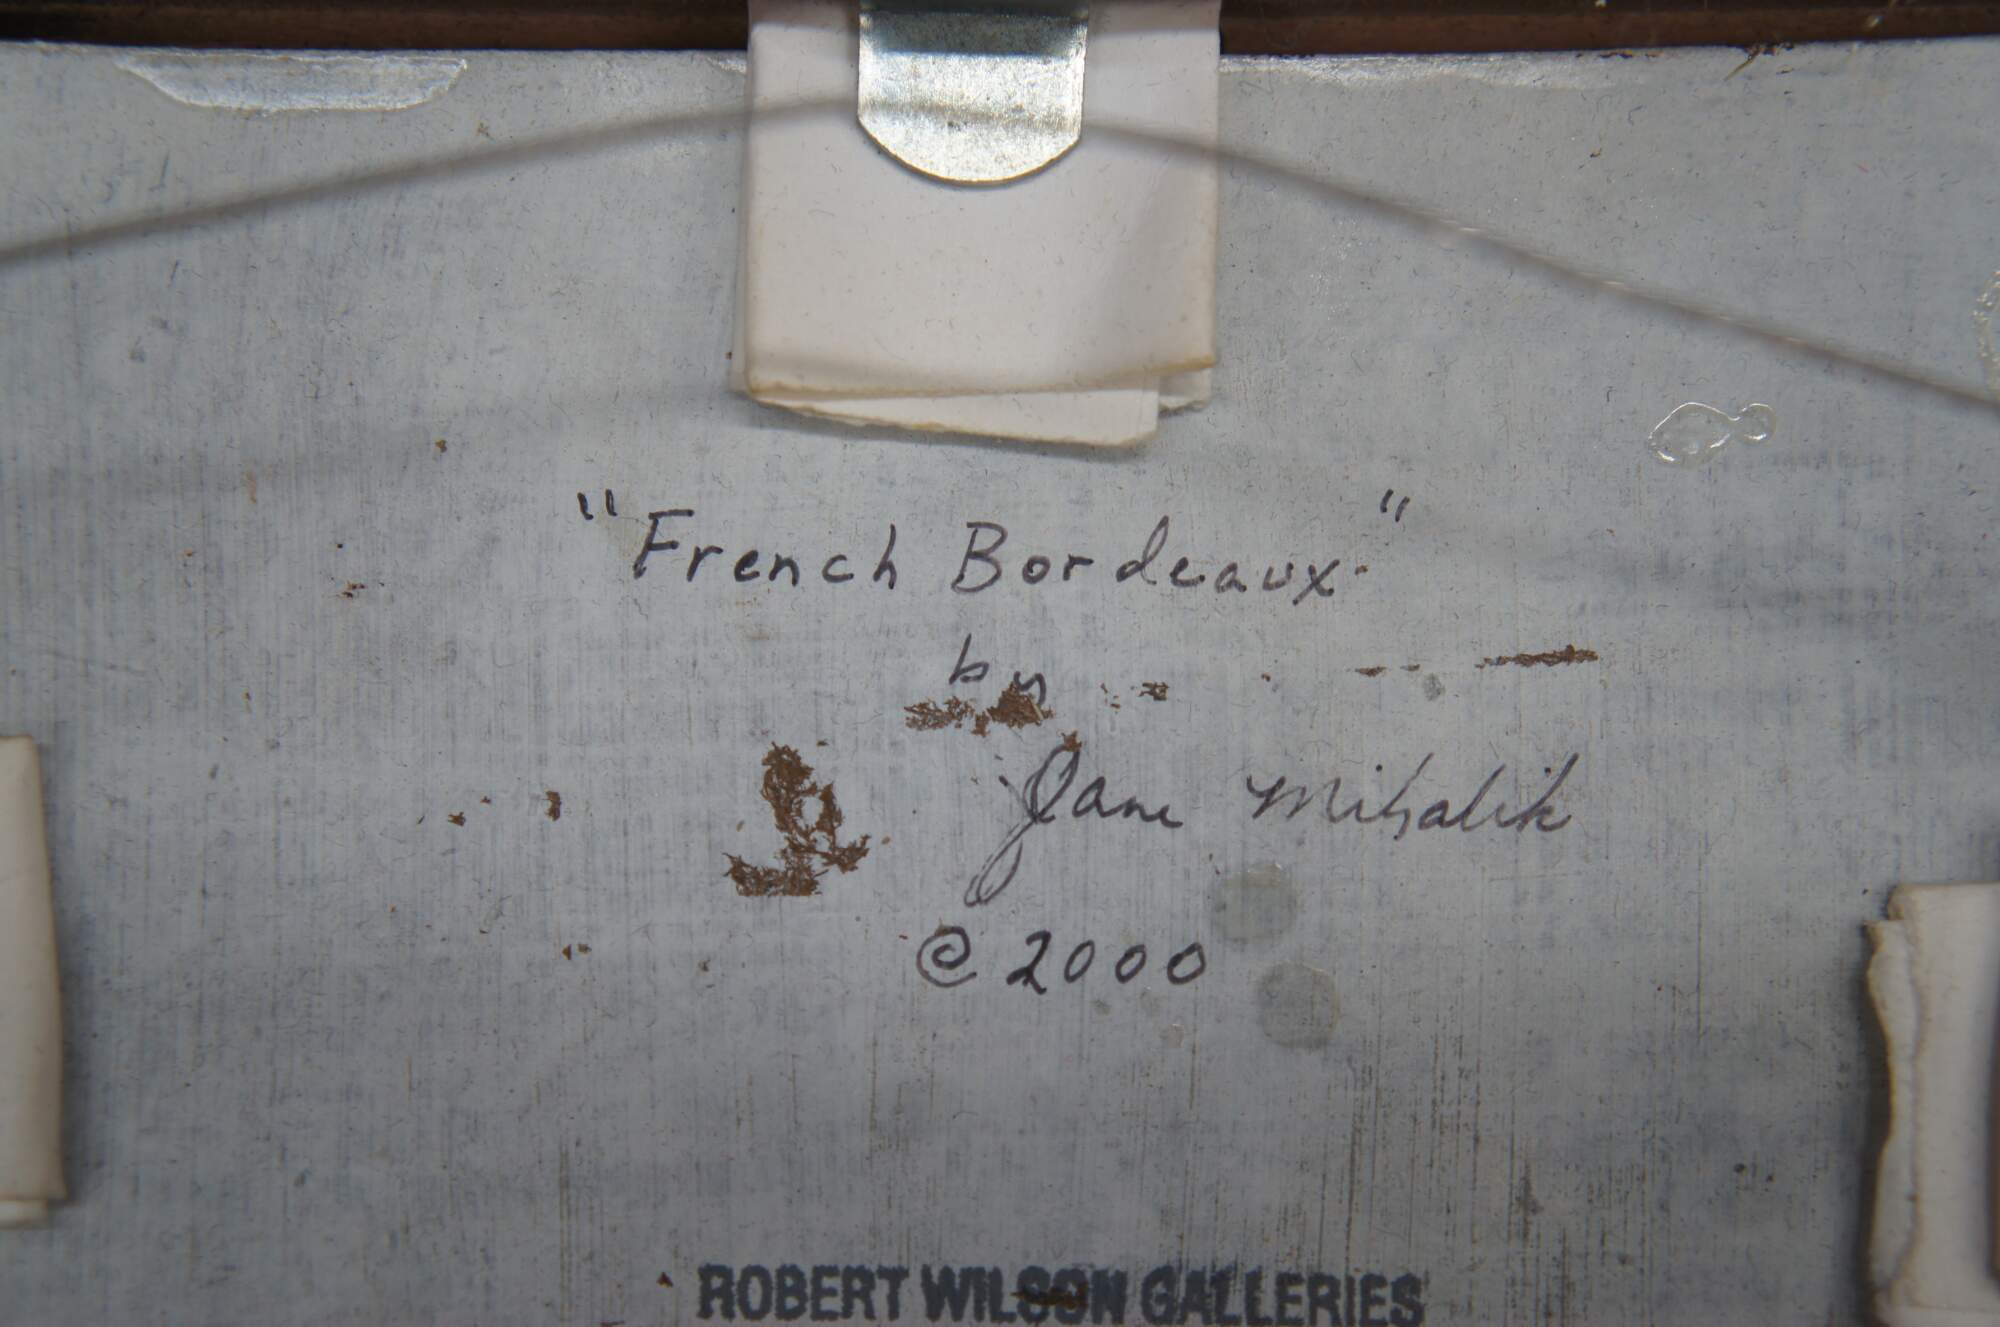 "French Bordeaux"
by
Jane Mihalik
© 2000
ROBERT WILSON GALLERIES